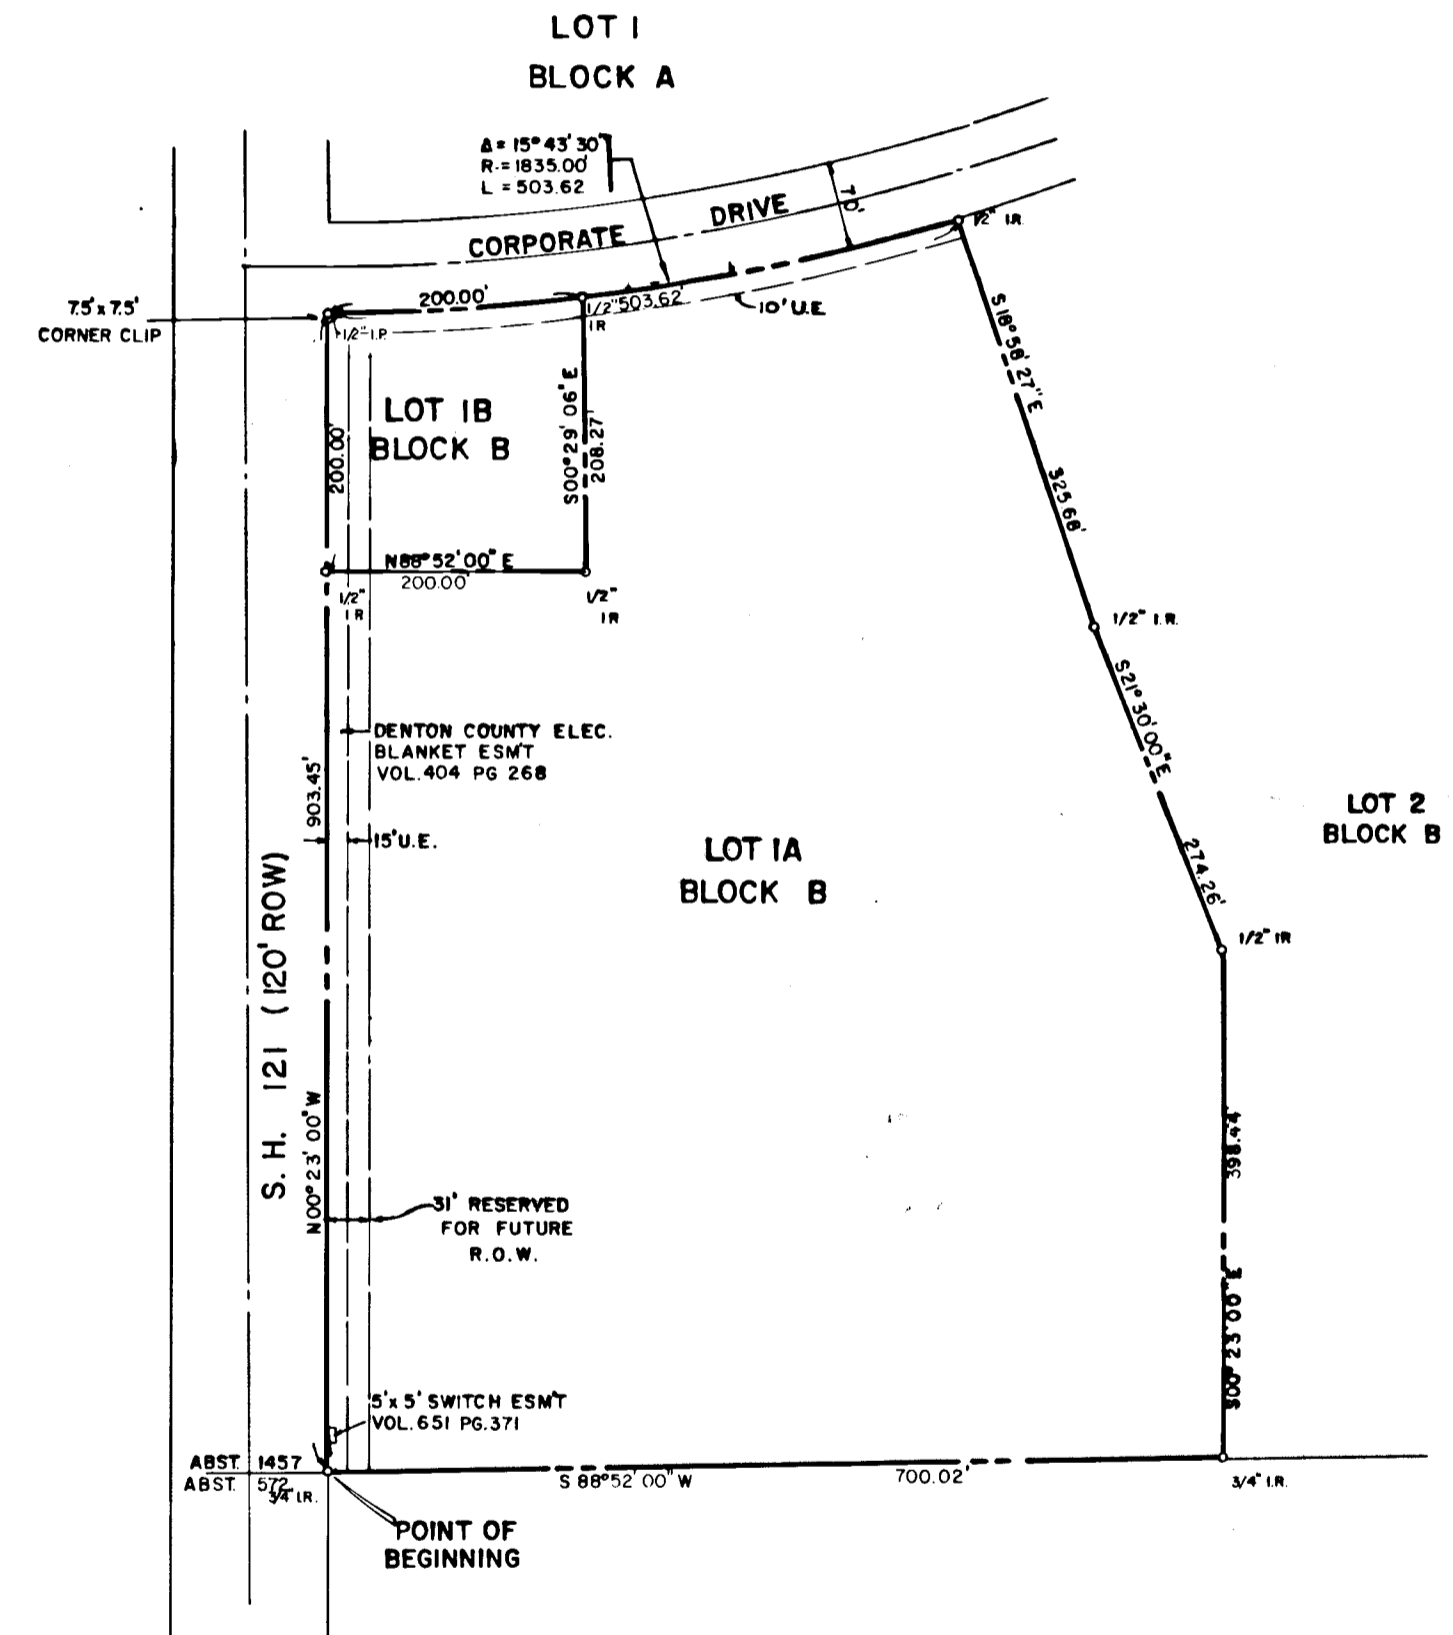 LOT 1
BLOCK A
Δ = 15° 43' 30"
R = 1835.00'
L = 503.62
70'
CORPORATE DRIVE
1/2" I.R.
7.5' x 7.5'
CORNER CLIP
200.00'
1/2" 503.62'
I R
10' U.E
1/2" I.P.
LOT 1B
BLOCK B
200.00'
S00° 29' 06" E
208.27'
S 18° 58' 27" E
325.68'
N 88° 52' 00" E
200.00'
1/2"
I R
1/2"
I R
1/2" I.R.
S 21° 30' 00" E
274.26'
DENTON COUNTY ELEC.
BLANKET ESM'T
VOL. 404 PG 268
903.45'
15' U.E.
LOT 1A
BLOCK B
LOT 2
BLOCK B
1/2" IR
S. H. 121 (120' ROW)
N00° 23' 00" W
398.44'
S00° 23' 00" E
31' RESERVED
FOR FUTURE
R.O.W.
5' x 5' SWITCH ESM'T
VOL. 651 PG. 371
ABST. 1457
ABST. 572
3/4" I.R.
S 88° 52' 00" W
700.02'
3/4" I.R.
POINT OF
BEGINNING